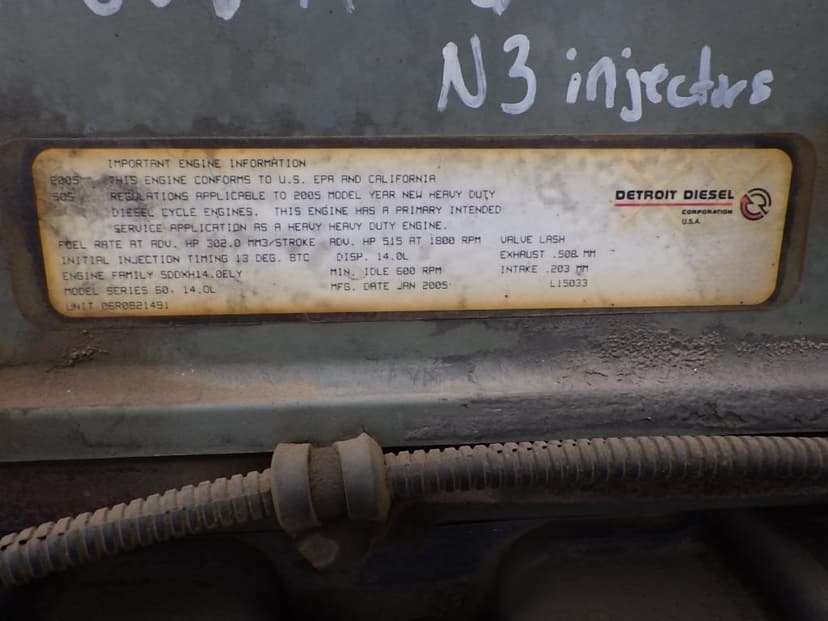 N3 injectors
IMPORTANT ENGINE INFORMATION
2005 THIS ENGINE CONFORMS TO U.S. EPA AND CALIFORNIA
505 REGULATIONS APPLICABLE TO 2005 MODEL YEAR NEW HEAVY DUTY
DIESEL CYCLE ENGINES. THIS ENGINE HAS A PRIMARY INTENDED
SERVICE APPLICATION AS A HEAVY HEAVY DUTY ENGINE.
DETROIT DIESEL
CORPORATION
U.S.A.
FUEL RATE AT ADV. HP 302.0 MM3/STROKE ADV. HP 515 AT 1800 RPM VALVE LASH
INITIAL INJECTION TIMING 13 DEG. BTC DISP. 14.0L EXHAUST .508 MM
ENGINE FAMILY 5DDXH14.0ELY MIN. IDLE 600 RPM INTAKE .203 MM
MODEL SERIES 60- 14.0L MFG. DATE JAN 2005 L15033
UNIT 06R0821491